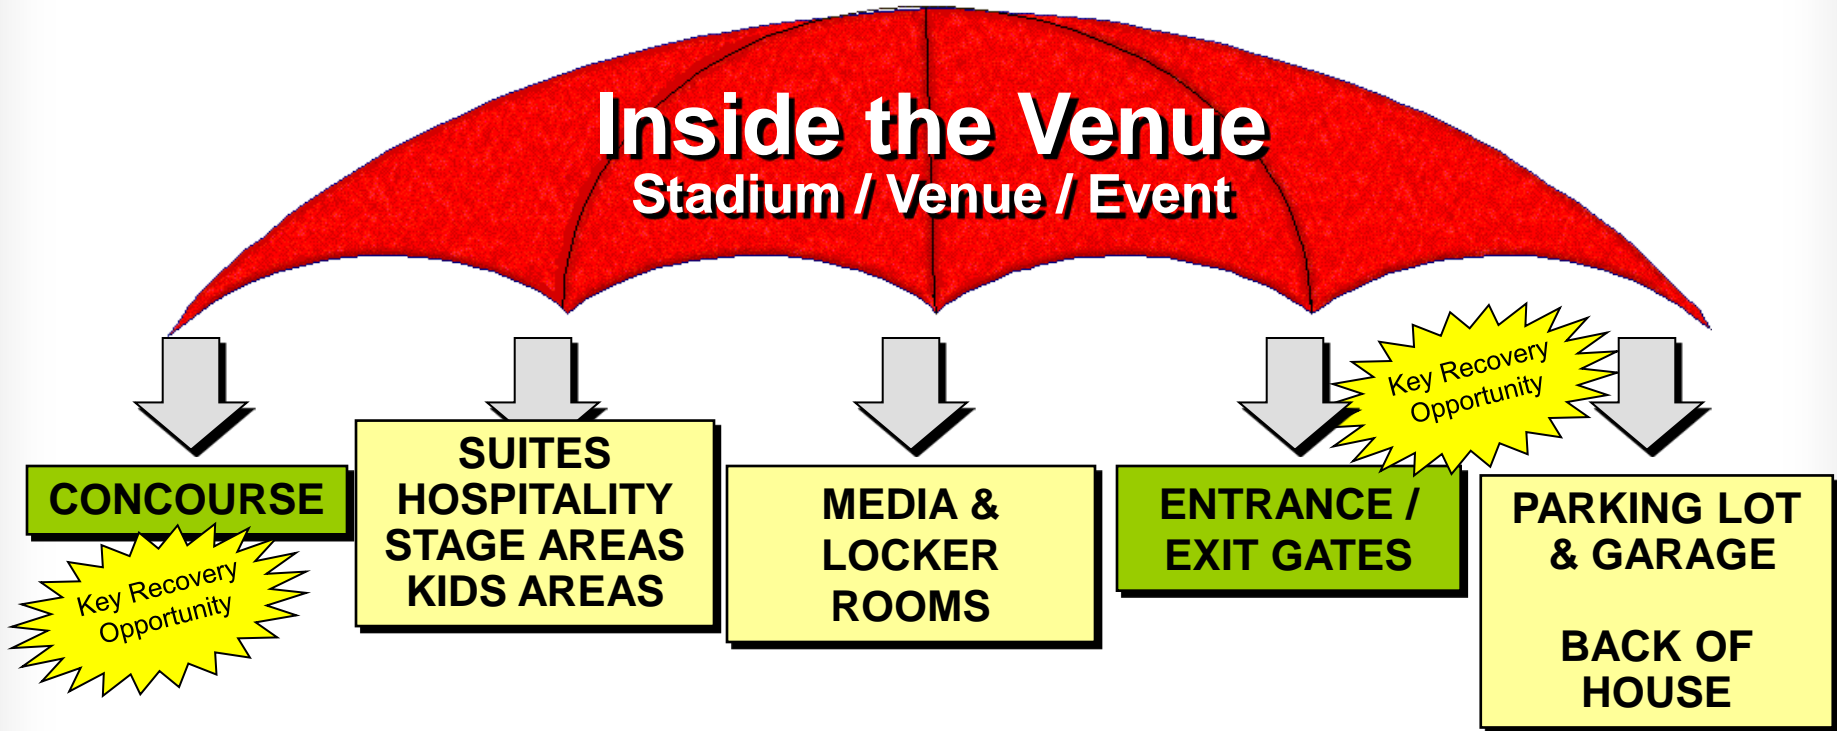 Inside the Venue
Stadium / Venue / Event
CONCOURSE
Key Recovery
Opportunity
SUITES
HOSPITALITY
STAGE AREAS
KIDS AREAS
MEDIA &
LOCKER
ROOMS
ENTRANCE /
EXIT GATES
Key Recovery
Opportunity
PARKING LOT
& GARAGE
BACK OF
HOUSE